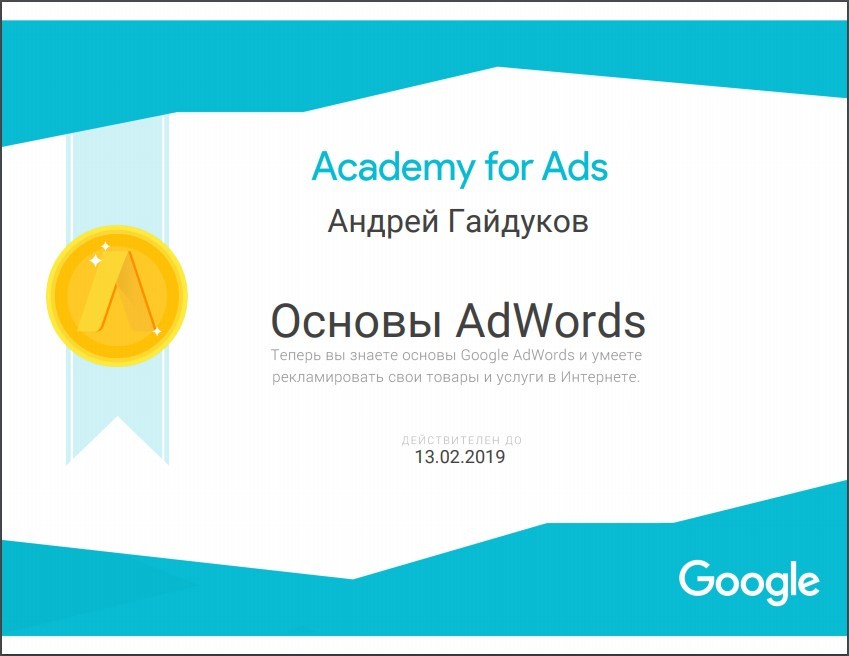 Academy for Ads
Андрей Гайдуков
Основы AdWords
Теперь вы знаете основы Google AdWords и умеете
рекламировать свои товары и услуги в Интернете.
ДЕЙСТВИТЕЛЕН ДО
13.02.2019
Google